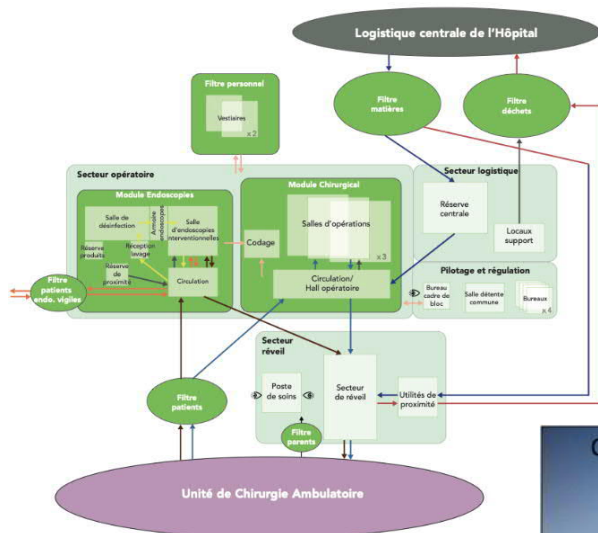 Logistique centrale de l'Hôpital
Filtre personnel
Vestiaires
x 2
Filtre
matières
Filtre
déchets
Secteur opératoire
Module Endoscopies
Salle de
désinfection
Armoire
endoscopes
Salle
d'endoscopies
interventionnelles
Réserve
produits
Réception
lavage
Réserve
de
proximité
Circulation
Codage
Module Chirurgical
Salles d'opérations
x 3
Circulation/
Hall opératoire
Secteur logistique
Réserve
centrale
Locaux
support
Pilotage et régulation
Bureau
cadre de
bloc
Salle détente
commune
Bureaux
x 4
Filtre
patients
endo. vigiles
Filtre
patients
Secteur
réveil
Poste
de soins
Secteur
de réveil
Utilités de
proximité
Filtre
parents
Unité de Chirurgie Ambulatoire